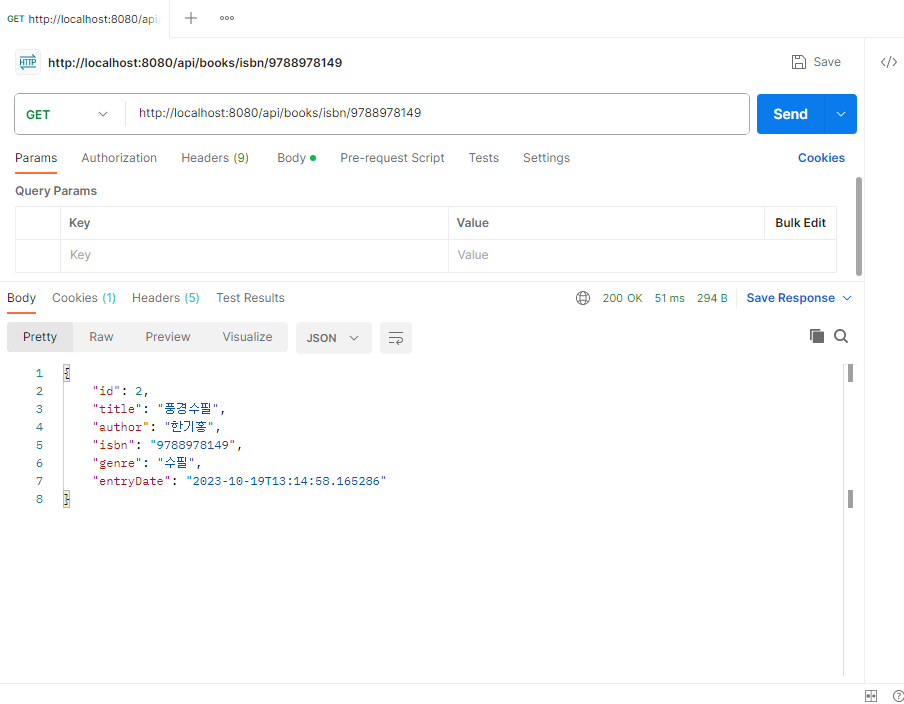 GET http://localhost:8080/api/
HTTP http://localhost:8080/api/books/isbn/9788978149 Save </>
GET http://localhost:8080/api/books/isbn/9788978149 Send
Params Authorization Headers (9) Body Pre-request Script Tests Settings Cookies
Query Params
Key Value Bulk Edit
Key Value
Body Cookies (1) Headers (5) Test Results 200 OK 51 ms 294 B Save Response
Pretty Raw Preview Visualize JSON
1 {
2 "id": 2,
3 "title": "풍경수필",
4 "author": "한기홍",
5 "isbn": "9788978149",
6 "genre": "수필",
7 "entryDate": "2023-10-19T13:14:58.165286"
8 }